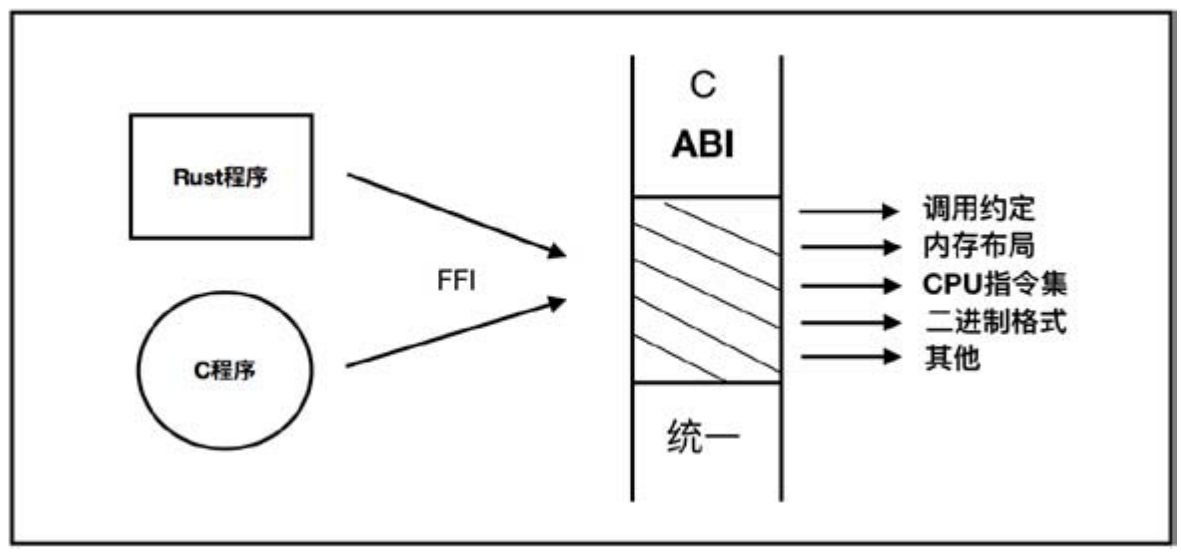 Rust程序
FFI
C程序
C
ABI
统一
调用约定
内存布局
CPU指令集
二进制格式
其他